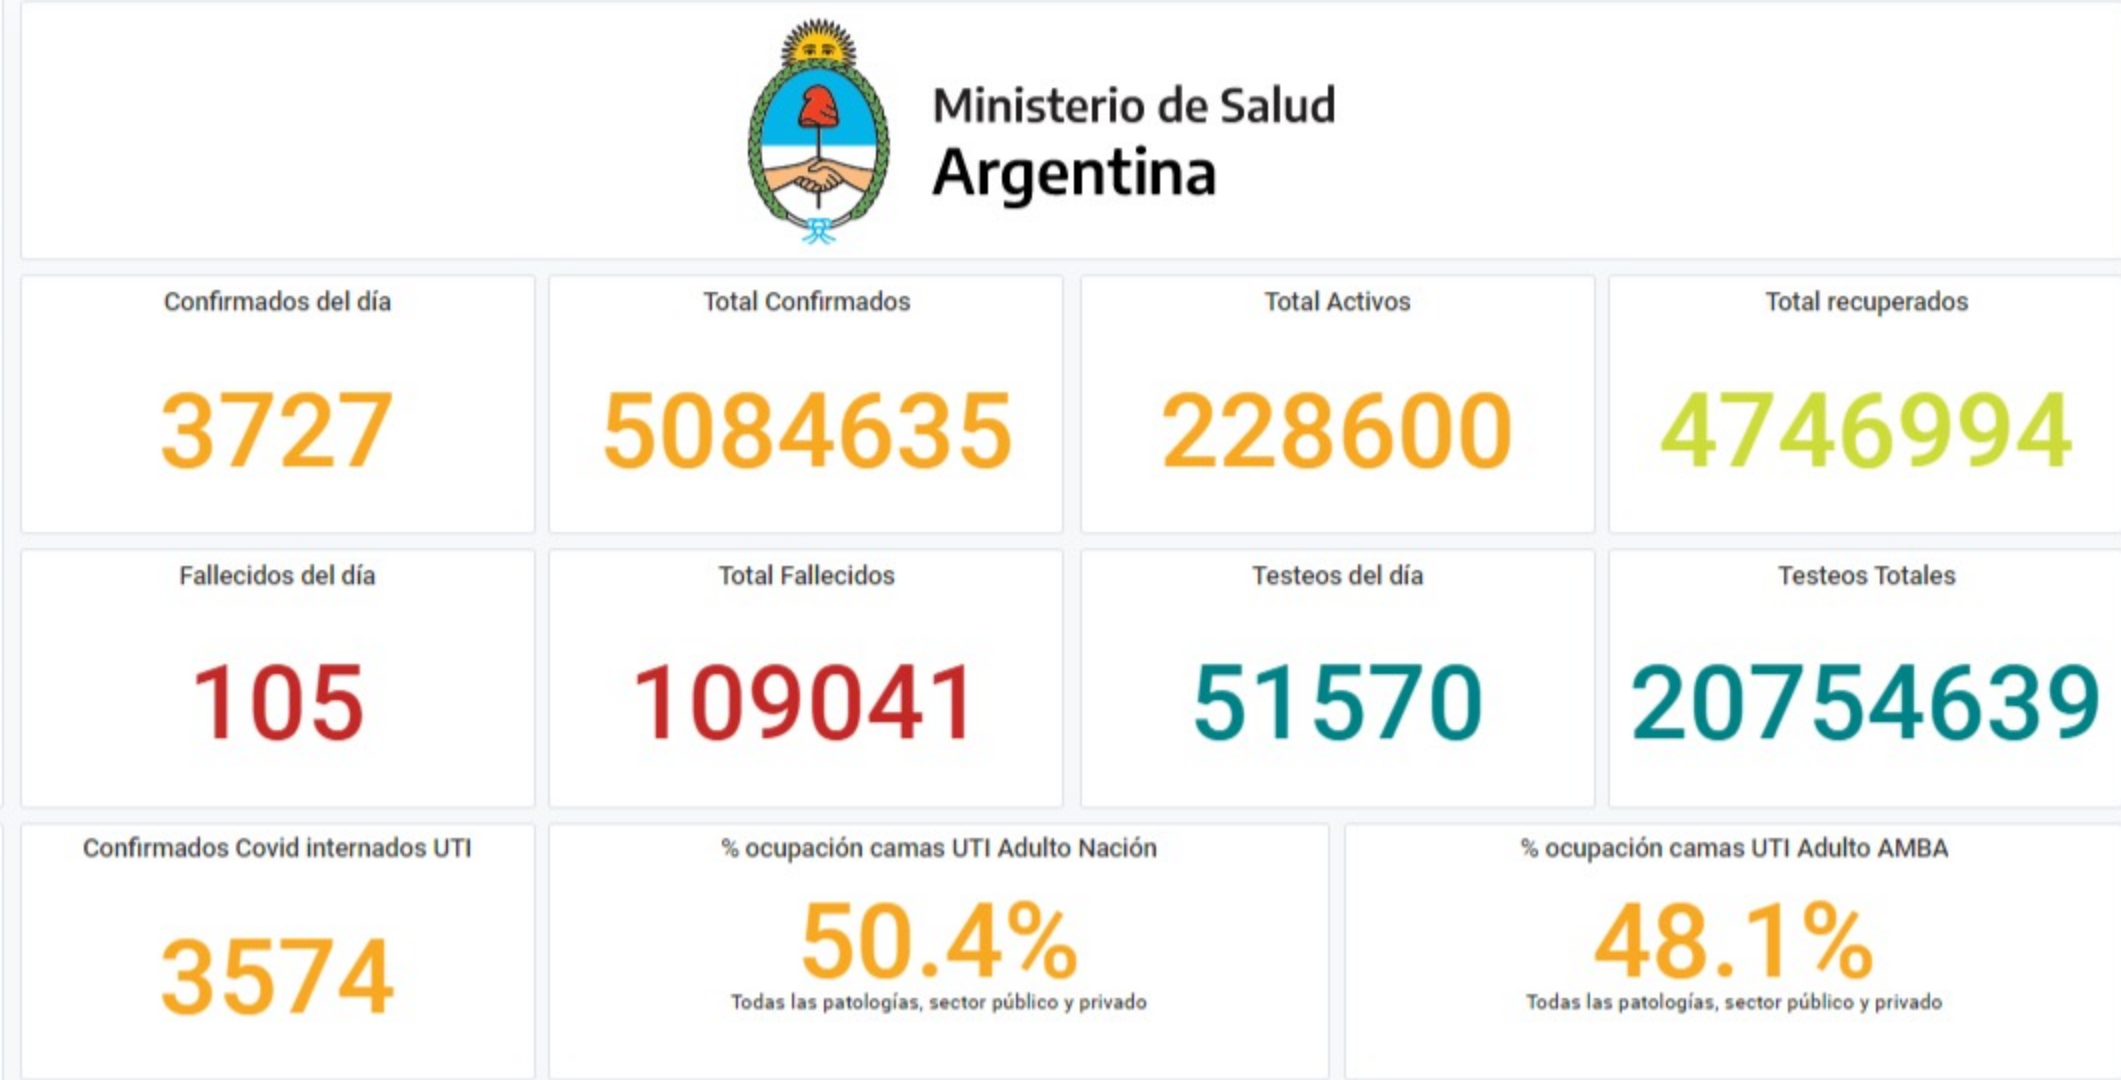 Ministerio de Salud
Argentina
Confirmados del día
Total Confirmados
Total Activos
Total recuperados
3727
5084635
228600
4746994
Fallecidos del día
Total Fallecidos
Testeos del día
Testeos Totales
105
109041
51570
20754639
Confirmados Covid internados UTI
% ocupación camas UTI Adulto Nación
% ocupación camas UTI Adulto AMBA
3574
50.4%
48.1%
Todas las patologías, sector público y privado
Todas las patologías, sector público y privado